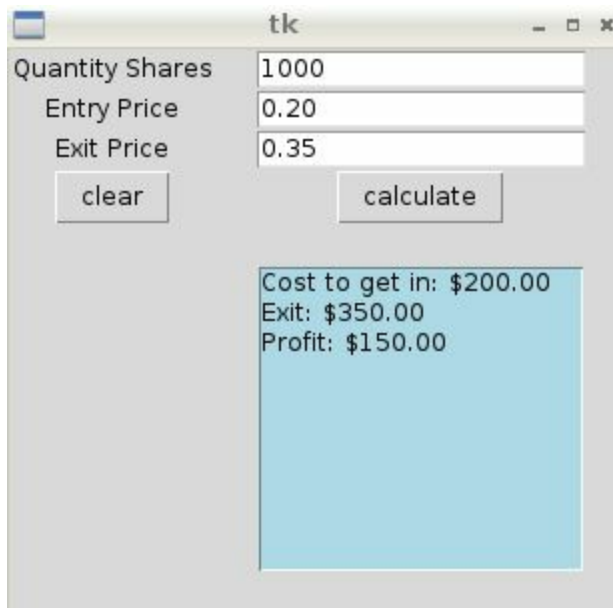 tk
Quantity Shares 1000
Entry Price 0.20
Exit Price 0.35
clear calculate
Cost to get in: $200.00
Exit: $350.00
Profit: $150.00